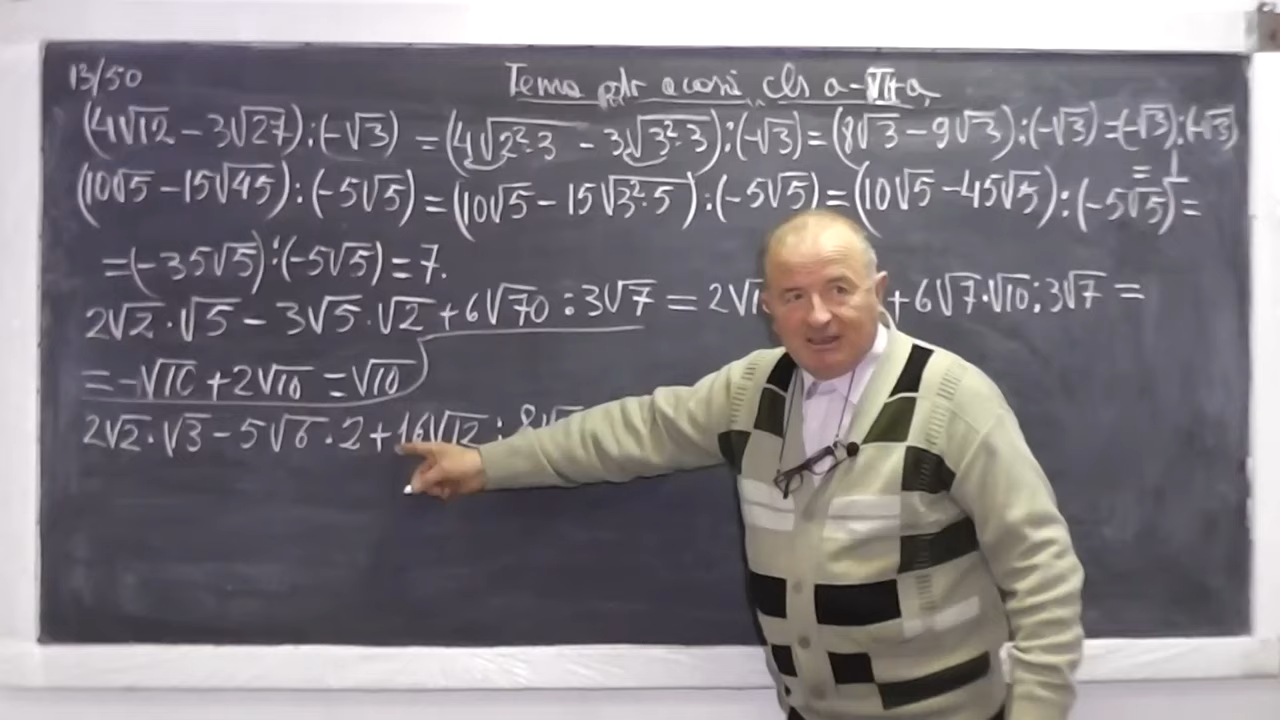 13/50
Tema pt acasă cls a-VII-a
(4√12 - 3√27):(-√3) = (4√2²·3 - 3√3²·3):(-√3) = (8√3 - 9√3):(-√3) = (-√3):(-√3)
= 1
(10√5 - 15√45):(-5√5) = (10√5 - 15√3²·5):(-5√5) = (10√5 - 45√5):(-5√5) =
= (-35√5):(-5√5) = 7.
2√2·√5 - 3√5·√2 + 6√70:3√7 = 2√1 + 6√7·√10:3√7 =
= -√10 + 2√10 = √10
2√2·√3 - 5√6·2 + 16√12 : 8√